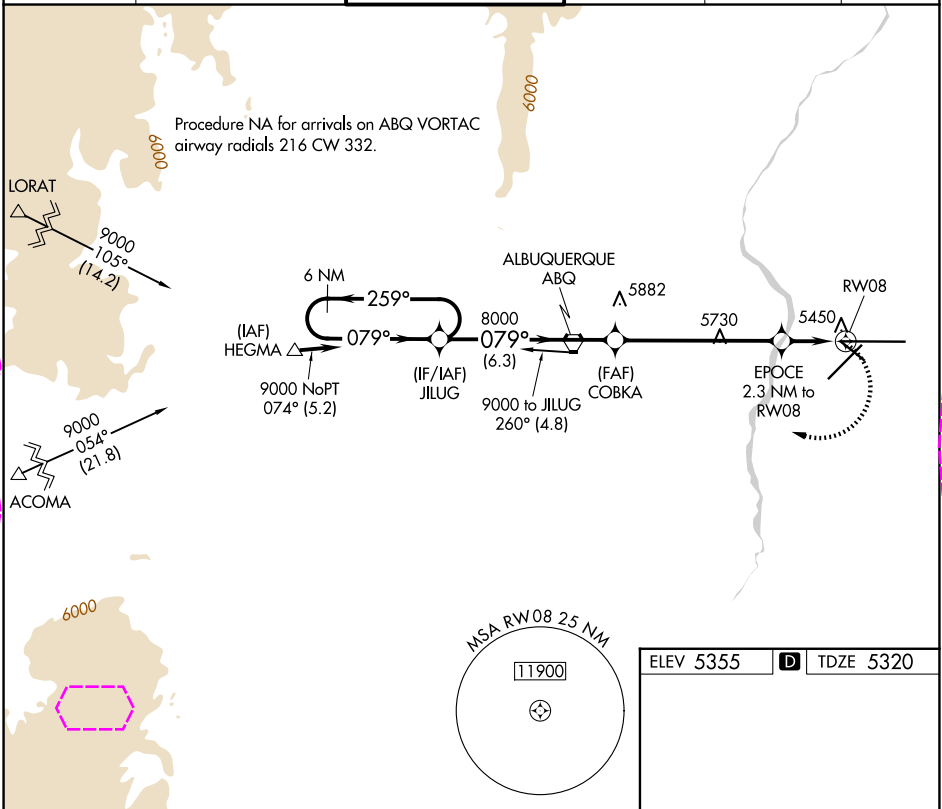 6000
Procedure NA for arrivals on ABQ VORTAC
airway radials 216 CW 332.
6000
LORAT
9000
105°
(14.2)
6 NM
259°
ALBUQUERQUE
ABQ
5882
RW08
(IAF)
HEGMA
079°
8000
079°
(6.3)
5730
5450
9000 NoPT
074° (5.2)
(IF/IAF)
JILUG
9000 to JILUG
260° (4.8)
(FAF)
COBKA
EPOCE
2.3 NM to
RW08
9000
054°
(21.8)
ACOMA
6000
MSA RW08 25 NM
11900
ELEV 5355 D TDZE 5320